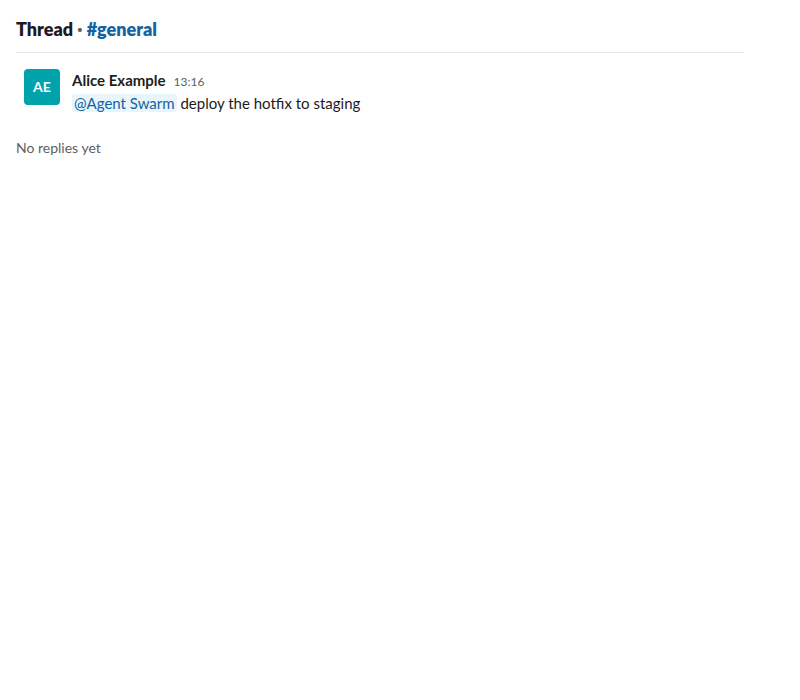 Thread • #general
AE
Alice Example 13:16
@Agent Swarm deploy the hotfix to staging
No replies yet